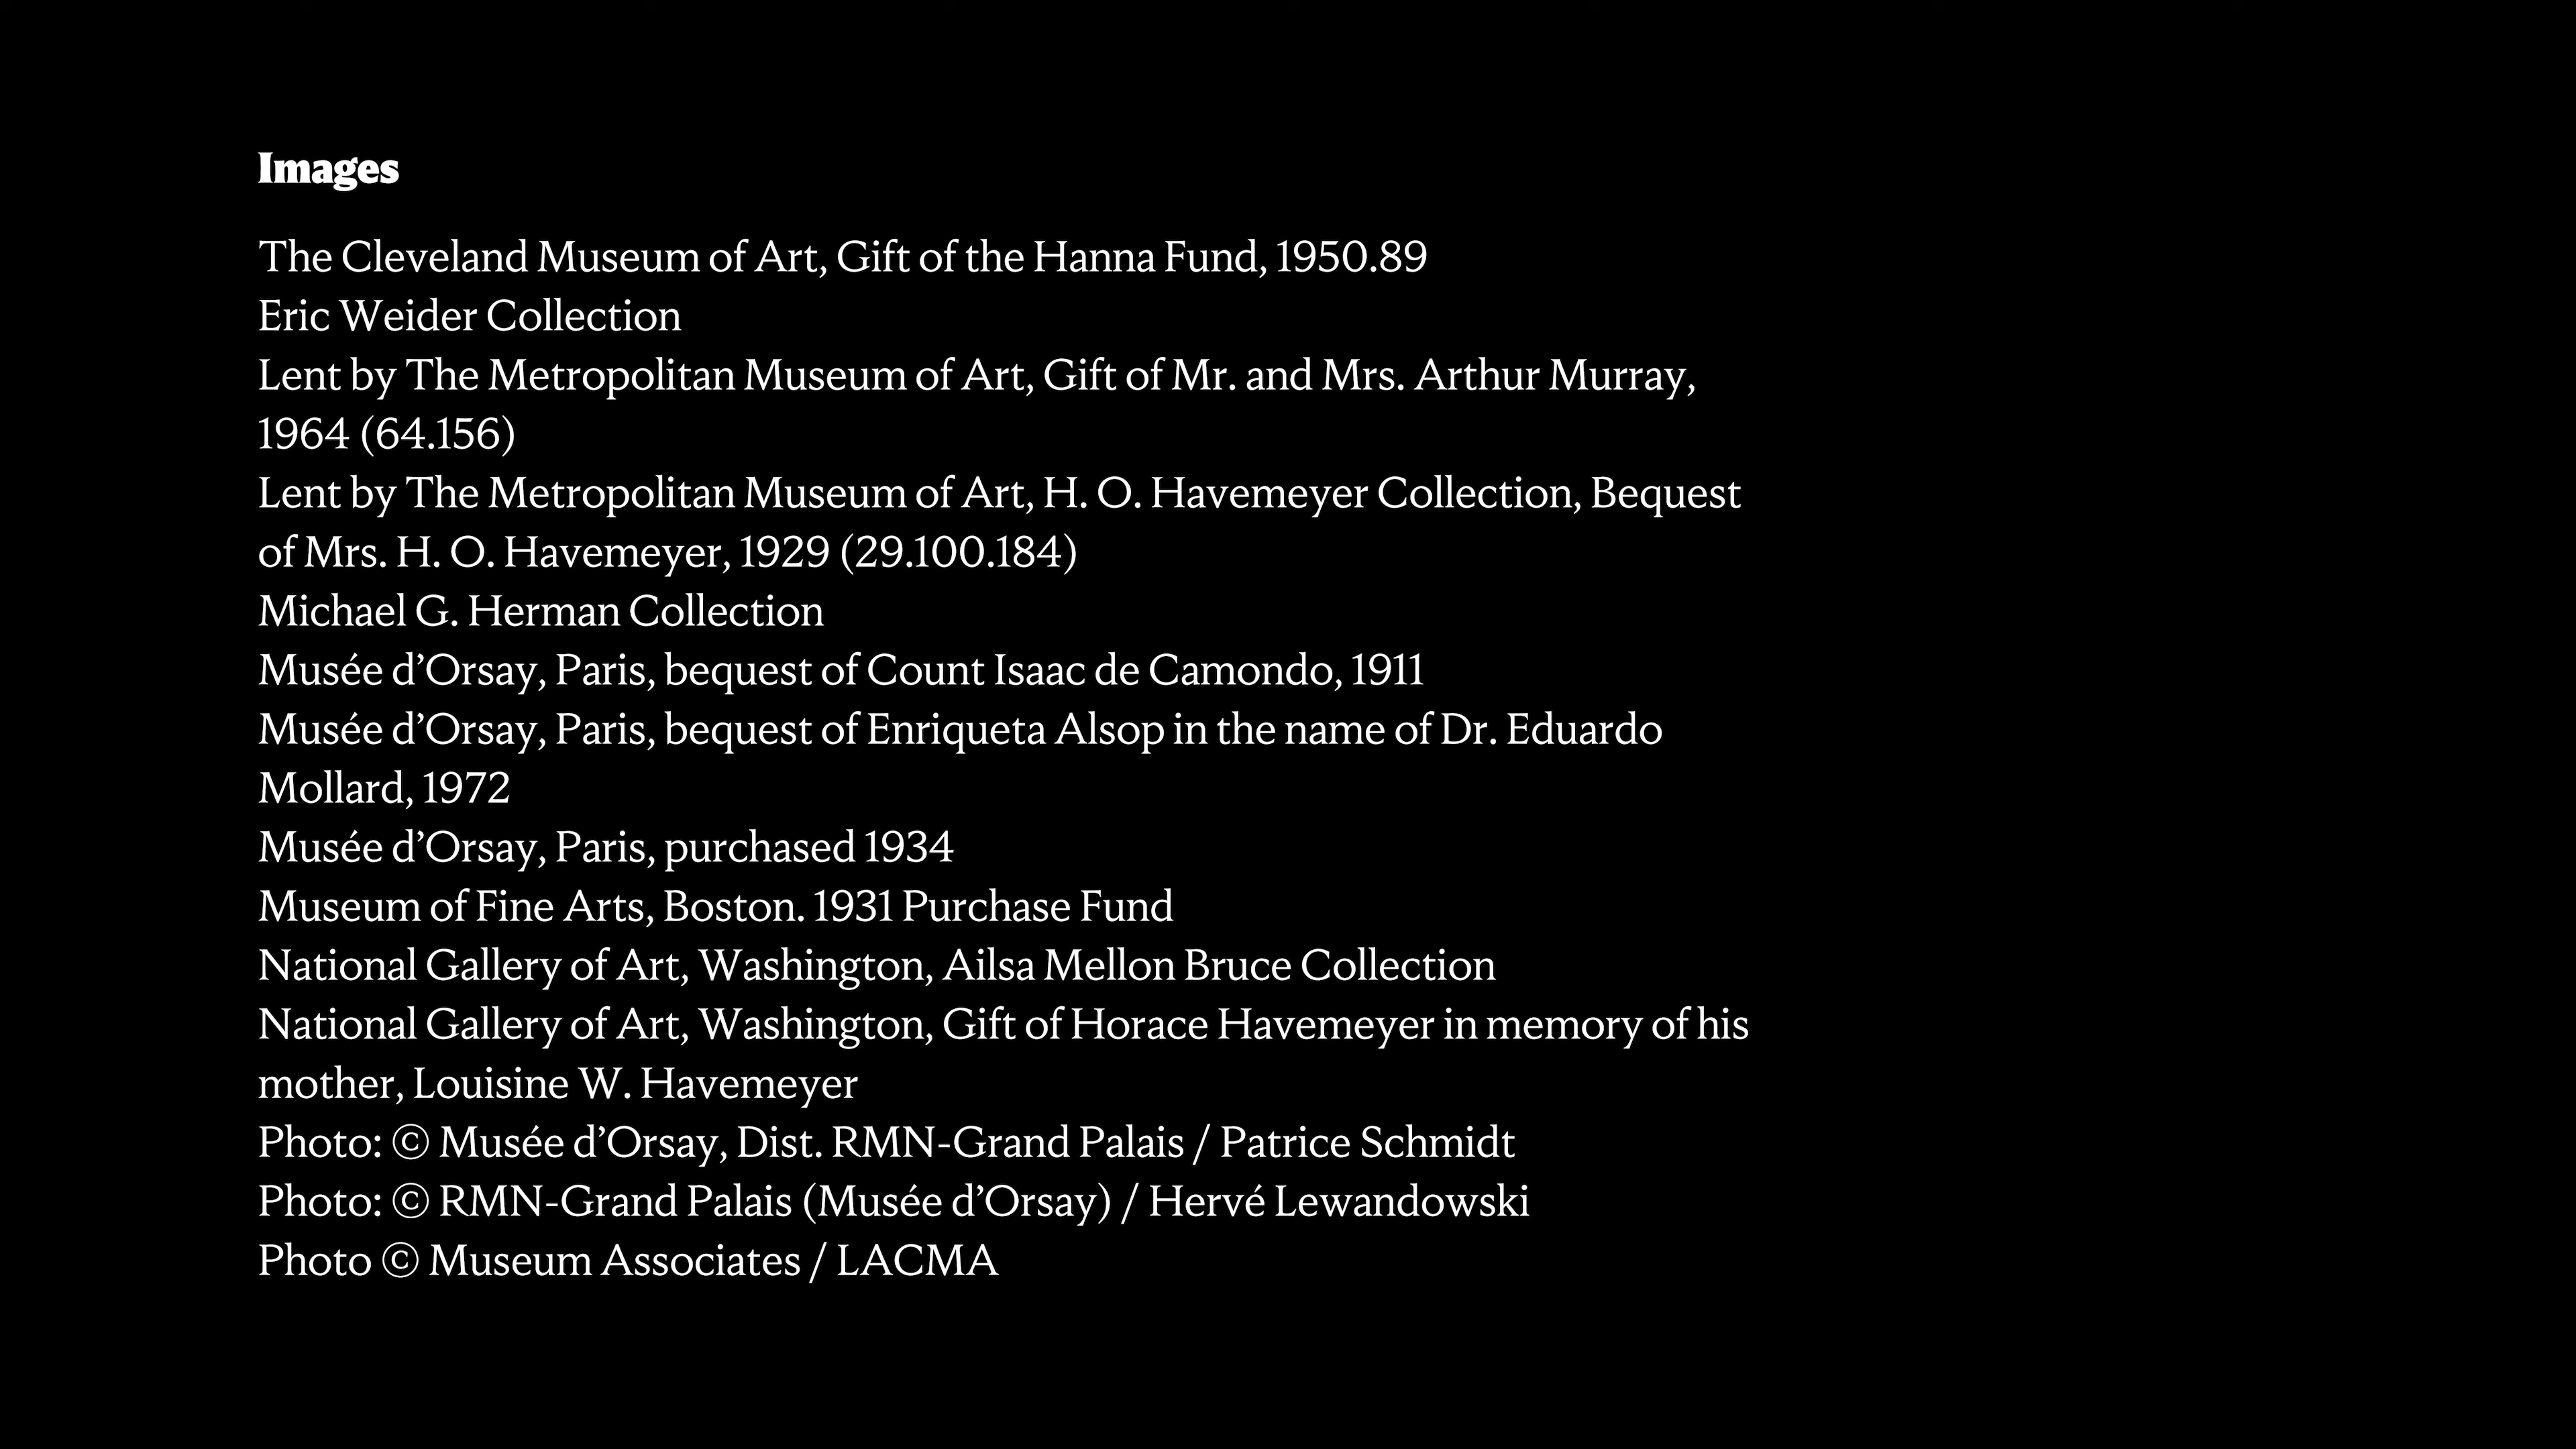 Images
The Cleveland Museum of Art, Gift of the Hanna Fund, 1950.89
Eric Weider Collection
Lent by The Metropolitan Museum of Art, Gift of Mr. and Mrs. Arthur Murray,
1964 (64.156)
Lent by The Metropolitan Museum of Art, H. O. Havemeyer Collection, Bequest
of Mrs. H. O. Havemeyer, 1929 (29.100.184)
Michael G. Herman Collection
Musée d’Orsay, Paris, bequest of Count Isaac de Camondo, 1911
Musée d’Orsay, Paris, bequest of Enriqueta Alsop in the name of Dr. Eduardo
Mollard, 1972
Musée d’Orsay, Paris, purchased 1934
Museum of Fine Arts, Boston. 1931 Purchase Fund
National Gallery of Art, Washington, Ailsa Mellon Bruce Collection
National Gallery of Art, Washington, Gift of Horace Havemeyer in memory of his
mother, Louisine W. Havemeyer
Photo: © Musée d’Orsay, Dist. RMN-Grand Palais / Patrice Schmidt
Photo: © RMN-Grand Palais (Musée d’Orsay) / Hervé Lewandowski
Photo © Museum Associates / LACMA